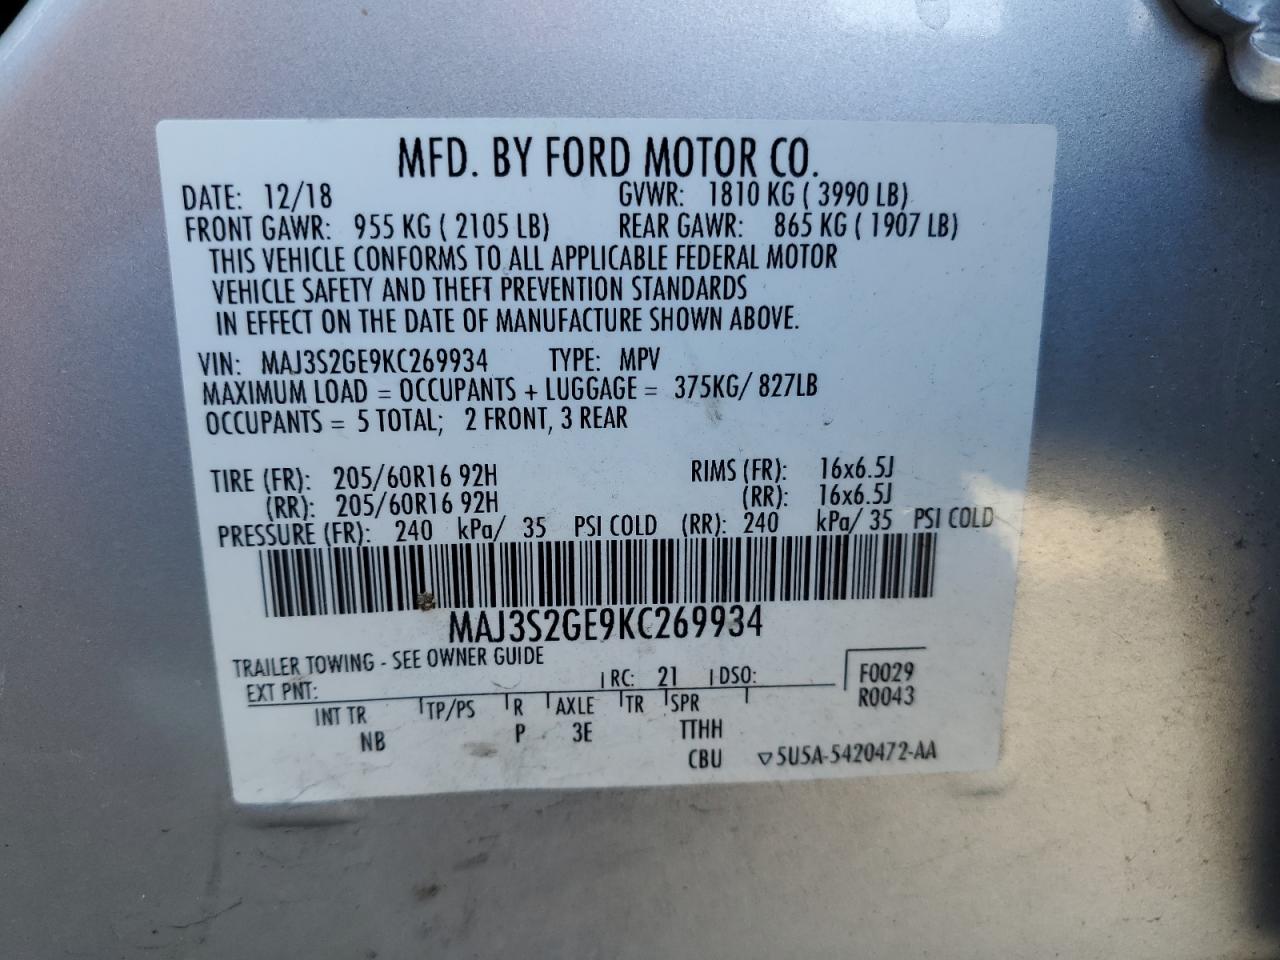 MFD. BY FORD MOTOR CO.
DATE: 12/18 GVWR: 1810 KG ( 3990 LB)
FRONT GAWR: 955 KG ( 2105 LB) REAR GAWR: 865 KG ( 1907 LB)
THIS VEHICLE CONFORMS TO ALL APPLICABLE FEDERAL MOTOR
VEHICLE SAFETY AND THEFT PREVENTION STANDARDS
IN EFFECT ON THE DATE OF MANUFACTURE SHOWN ABOVE.
VIN: MAJ3S2GE9KC269934 TYPE: MPV
MAXIMUM LOAD = OCCUPANTS + LUGGAGE = 375KG/ 827LB
OCCUPANTS = 5 TOTAL; 2 FRONT, 3 REAR
TIRE (FR): 205/60R16 92H RIMS (FR): 16x6.5J
(RR): 205/60R16 92H (RR): 16x6.5J
PRESSURE (FR): 240 kPa/ 35 PSI COLD (RR): 240 kPa/ 35 PSI COLD
MAJ3S2GE9KC269934
TRAILER TOWING - SEE OWNER GUIDE
EXT PNT: RC: 21 DSO: F0029
INT TR TP/PS R AXLE TR SPR R0043
NB P 3E TTHH
CBU ▽5U5A-5420472-AA